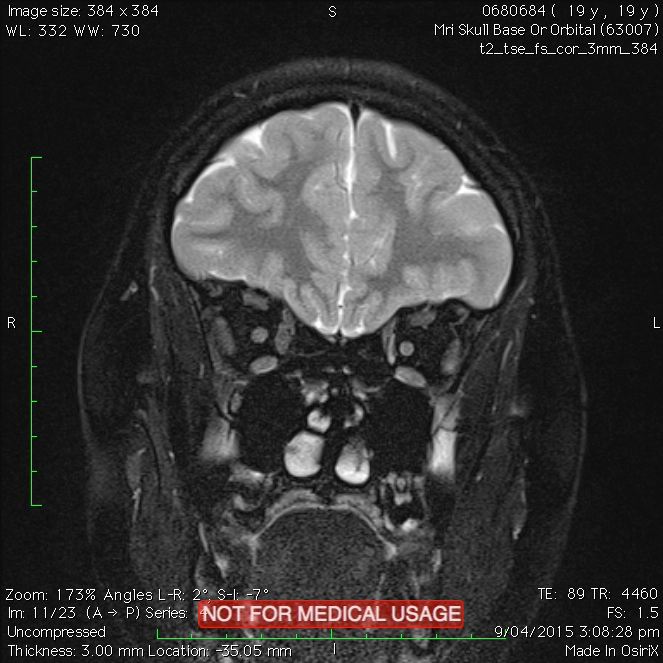 Image size: 384 x 384
WL: 332 WW: 730
S
0680684 ( 19 y , 19 y )
Mri Skull Base Or Orbital (63007)
t2_tse_fs_cor_3mm_384
R
L
Zoom: 173% Angles L-R: 2°, S-I: -7°
Im: 11/23 (A -> P) Series:
Uncompressed
Thickness: 3.00 mm Location: -35.05 mm
NOT FOR MEDICAL USAGE
I
TE: 89 TR: 4460
FS: 1.5
9/04/2015 3:08:28 pm
Made In OsiriX